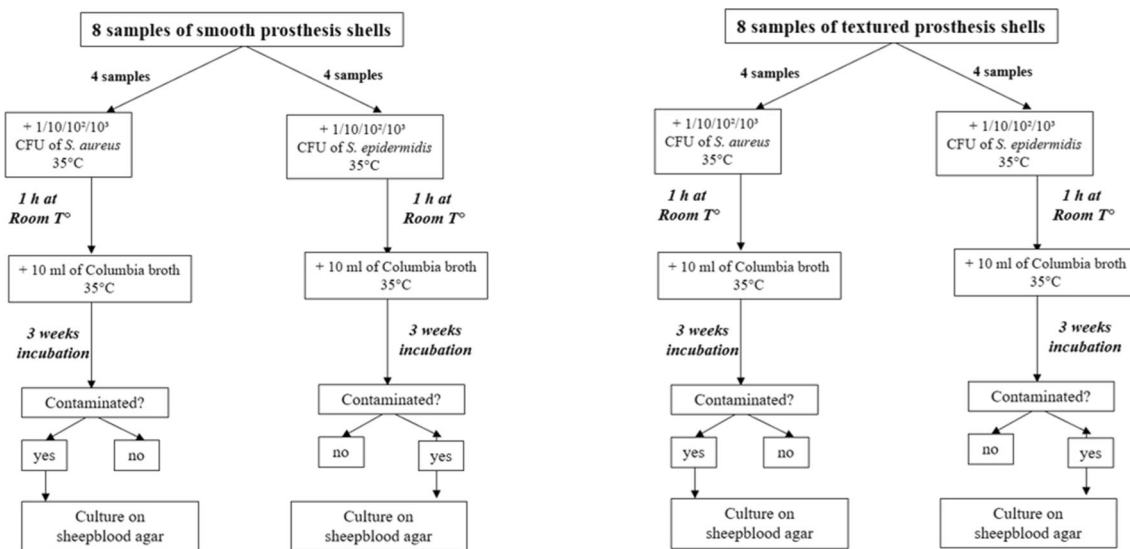 8 samples of smooth prosthesis shells
4 samples
4 samples
+ 1/10/10²/10³
CFU of S. aureus
35°C
+ 1/10/10²/10³
CFU of S. epidermidis
35°C
1 h at
Room T°
1 h at
Room T°
+ 10 ml of Columbia broth
35°C
+ 10 ml of Columbia broth
35°C
3 weeks
incubation
3 weeks
incubation
Contaminated?
Contaminated?
yes
no
no
yes
Culture on
sheepblood agar
Culture on
sheepblood agar
8 samples of textured prosthesis shells
4 samples
4 samples
+ 1/10/10²/10³
CFU of S. aureus
35°C
+ 1/10/10²/10³
CFU of S. epidermidis
35°C
1 h at
Room T°
1 h at
Room T°
+ 10 ml of Columbia broth
35°C
+ 10 ml of Columbia broth
35°C
3 weeks
incubation
3 weeks
incubation
Contaminated?
Contaminated?
yes
no
no
yes
Culture on
sheepblood agar
Culture on
sheepblood agar